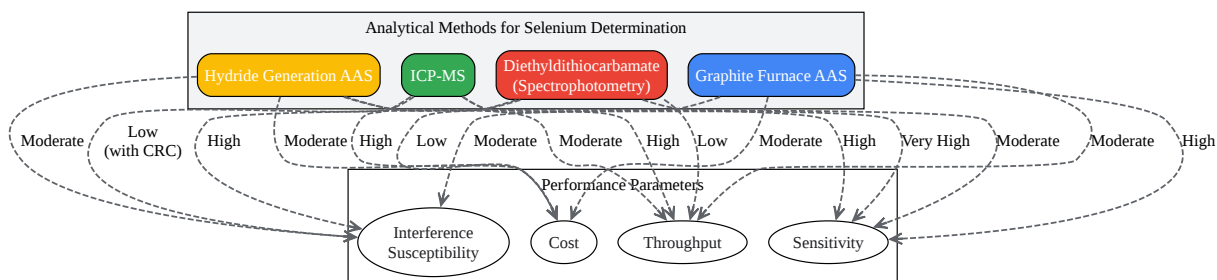 Analytical Methods for Selenium Determination
Hydride Generation AAS
ICP-MS
Diethyldithiocarbamate
(Spectrophotometry)
Graphite Furnace AAS
Moderate
Low
(with CRC)
High
Moderate
High
Low
Moderate
Moderate
High
Low
Moderate
High
Very High
Moderate
Moderate
High
Performance Parameters
Interference
Susceptibility
Cost
Throughput
Sensitivity